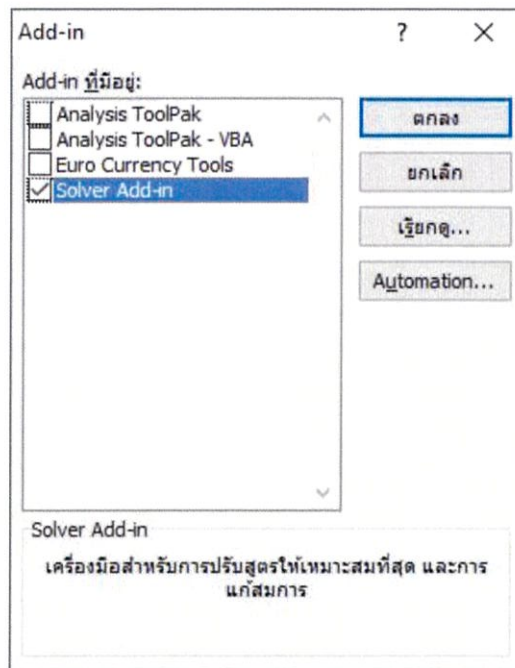 Add-in
?
Add-in ที่มีอยู่:
Analysis ToolPak
Analysis ToolPak - VBA
Euro Currency Tools
Solver Add-in
ตกลง
ยกเลิก
เรียกดู...
Automation...
Solver Add-in
เครื่องมือสำหรับการปรับสูตรให้เหมาะสมที่สุด และการ
แก้สมการ